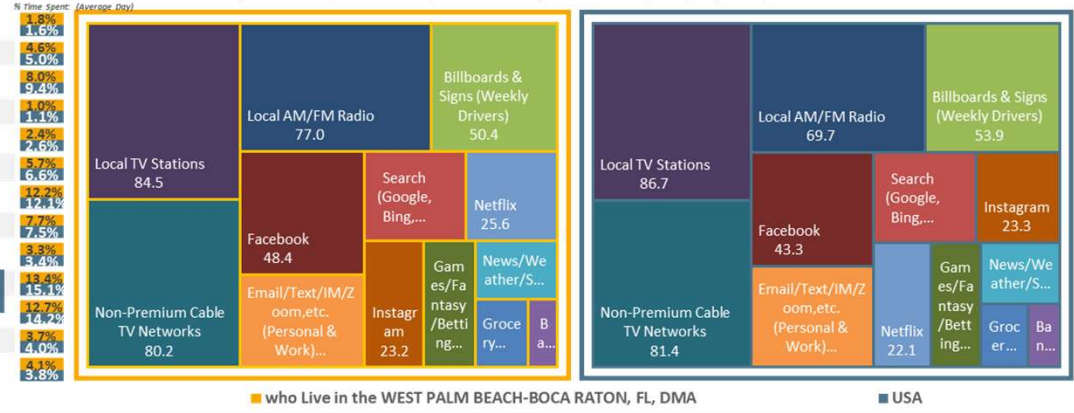 % Time Spent: (Average Day)
1.8%
1.6%
4.6%
5.0%
8.0%
9.4%
1.0%
1.1%
2.4%
2.6%
5.7%
6.6%
12.2%
12.1%
7.7%
7.5%
3.3%
3.4%
13.4%
15.1%
12.7%
14.2%
3.7%
4.0%
4.1%
3.8%
Local TV Stations
84.5
Non-Premium Cable
TV Networks
80.2
Local AM/FM Radio
77.0
Billboards &
Signs (Weekly
Drivers)
50.4
Facebook
48.4
Email/Text/IM/Z
oom,etc.
(Personal &
Work)...
Search
(Google,
Bing,...
Netflix
25.6
Instagr
am
23.2
Gam
es/Fa
ntasy
/Betti
ng...
News/We
ather/S...
Groce
ry...
B
a...
Local TV Stations
86.7
Non-Premium Cable
TV Networks
81.4
Local AM/FM Radio
69.7
Billboards & Signs
(Weekly Drivers)
53.9
Facebook
43.3
Email/Text/IM/Z
oom,etc.
(Personal &
Work)...
Search
(Google,
Bing,...
Instagram
23.3
Netflix
22.1
Gam
es/Fa
ntasy
/Bett
ing...
News/We
ather/S...
Groc
er...
Ba
n...
who Live in the WEST PALM BEACH-BOCA RATON, FL, DMA
USA